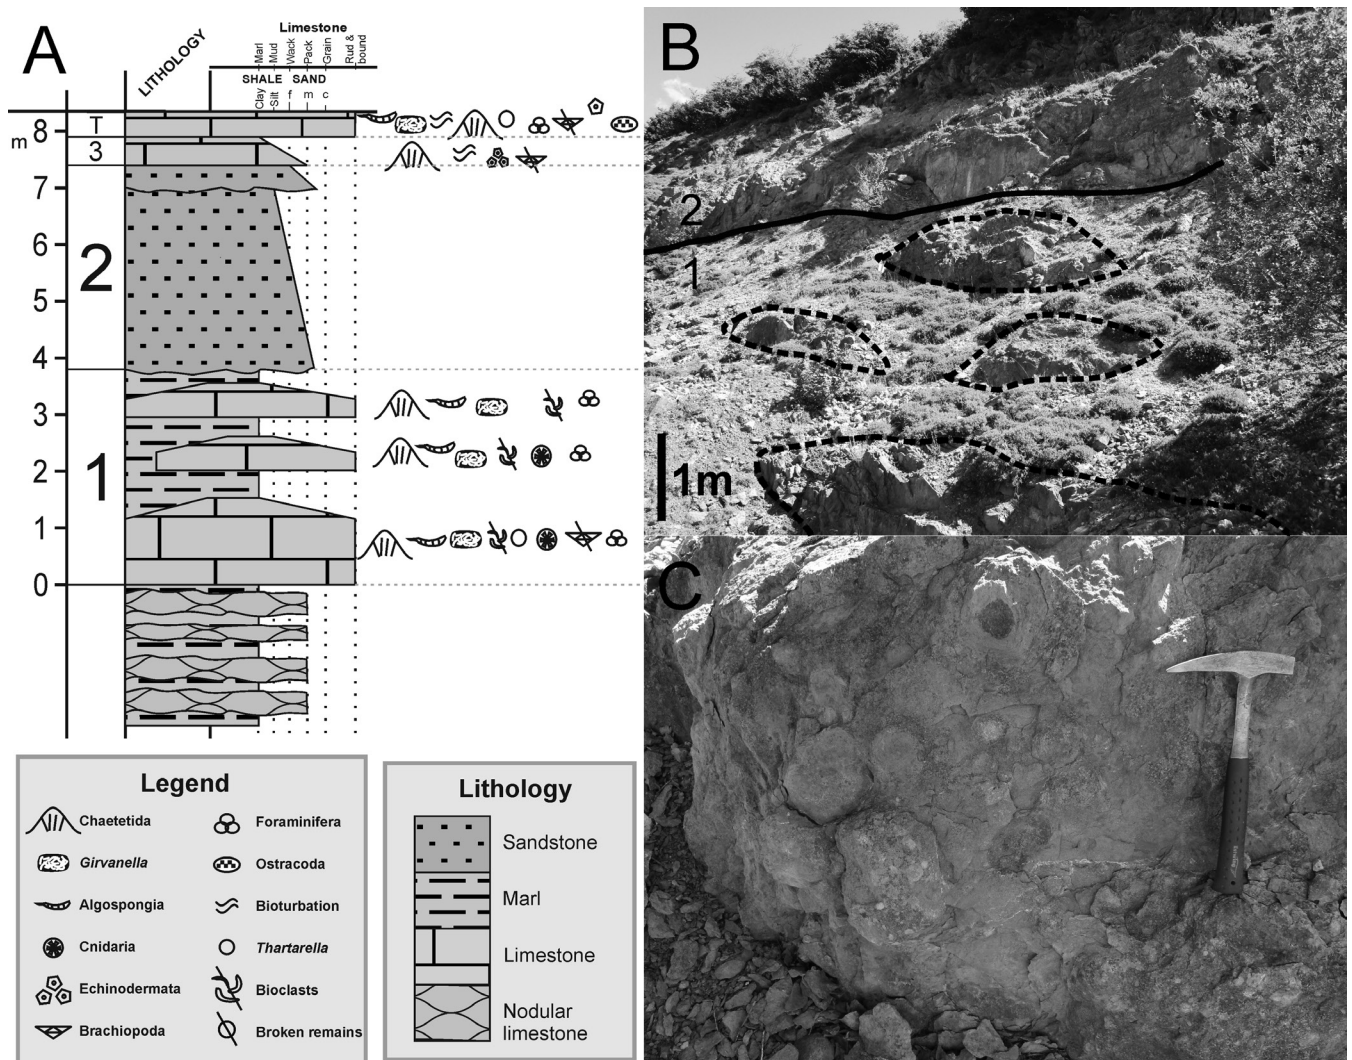 A
LITHOLOGY
Limestone
Marl
Mud
Wack
Pack
Grain
Rud &
bound
SHALE SAND
Clay
Silt
f
m
c
m
8
7
6
5
4
3
2
1
0
T
3
2
1
Legend
Chaetetida
Girvanella
Algospongia
Cnidaria
Echinodermata
Brachiopoda
Foraminifera
Ostracoda
Bioturbation
Thartarella
Bioclasts
Broken remains
Lithology
Sandstone
Marl
Limestone
Nodular
limestone
B
2
1
1m
C